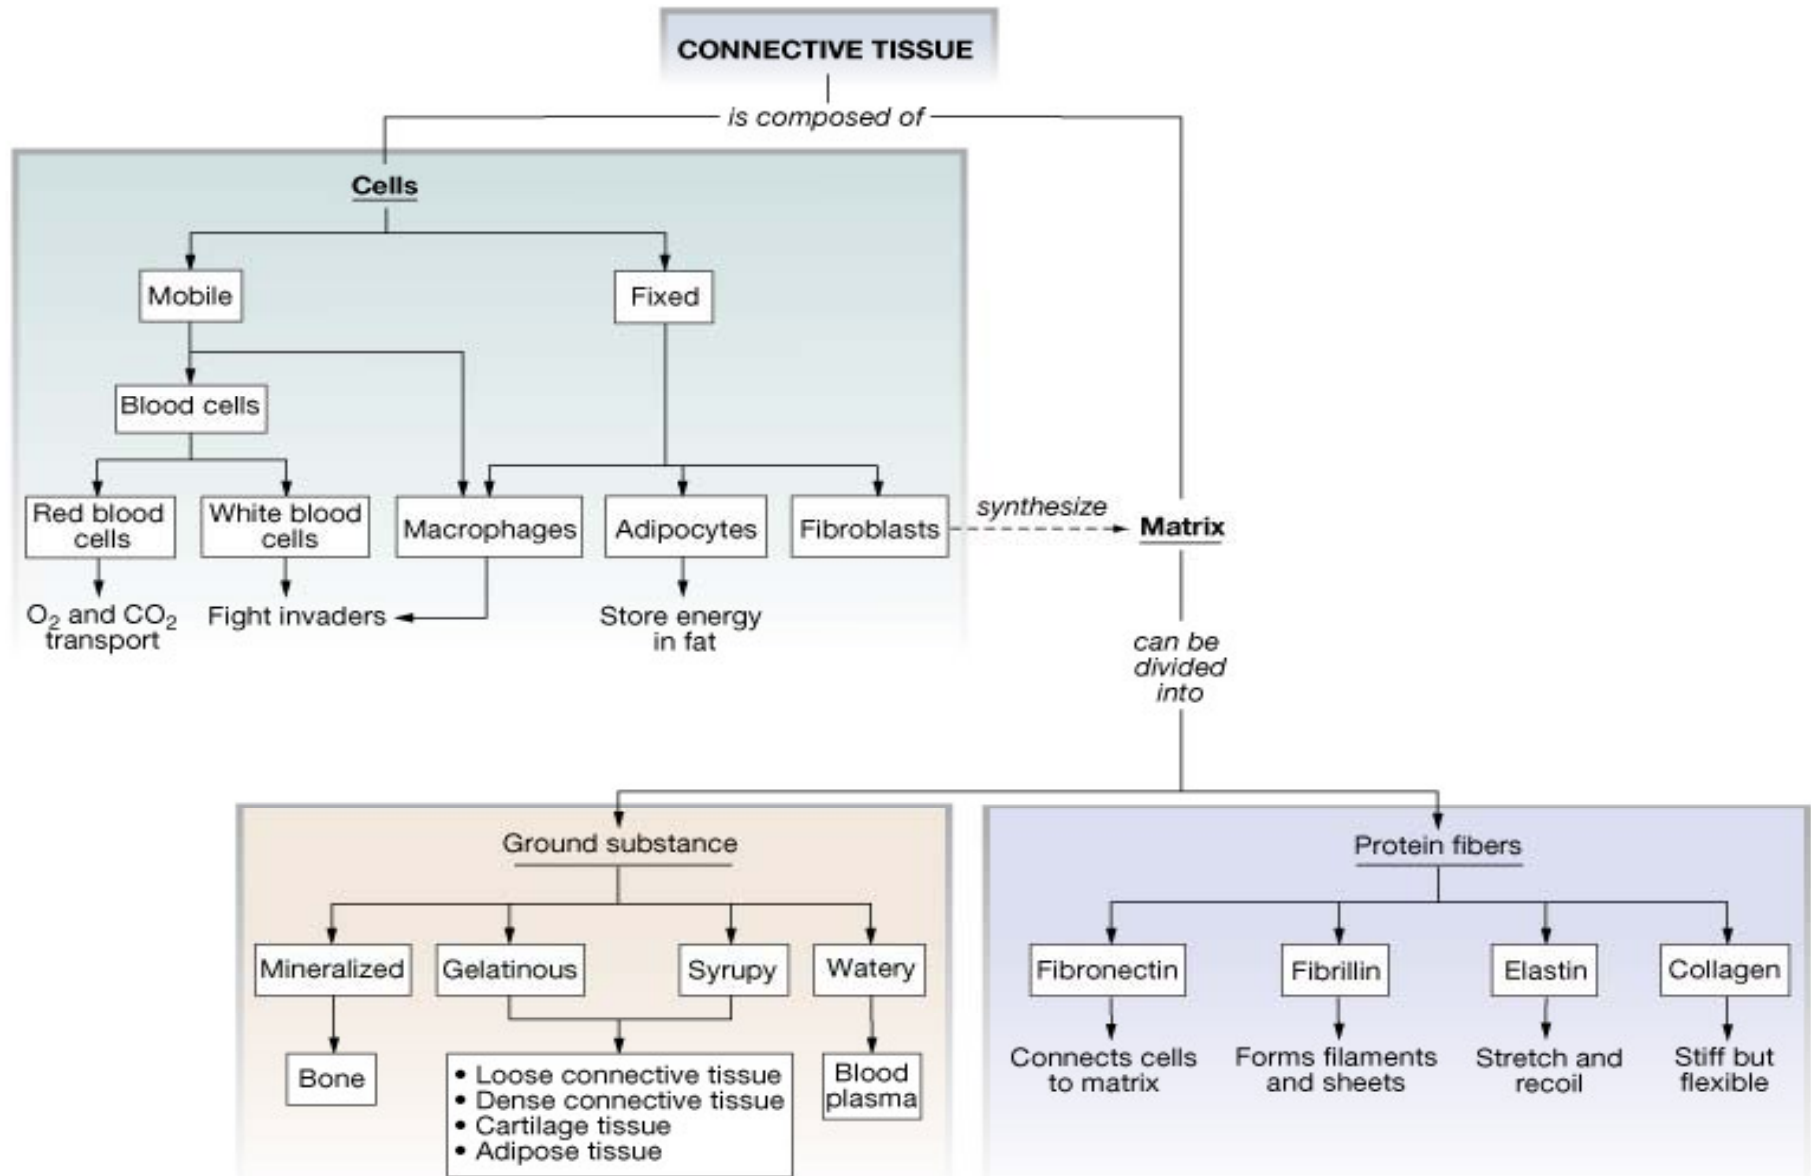 CONNECTIVE TISSUE
is composed of
Cells
Mobile
Fixed
Blood cells
Red blood
cells
White blood
cells
Macrophages
Adipocytes
Fibroblasts
synthesize
Matrix
O₂ and CO₂
transport
Fight invaders
Store energy
in fat
can be
divided
into
Ground substance
Mineralized
Gelatinous
Syrupy
Watery
Bone
• Loose connective tissue
• Dense connective tissue
• Cartilage tissue
• Adipose tissue
Blood
plasma
Protein fibers
Fibronectin
Fibrillin
Elastin
Collagen
Connects cells
to matrix
Forms filaments
and sheets
Stretch and
recoil
Stiff but
flexible